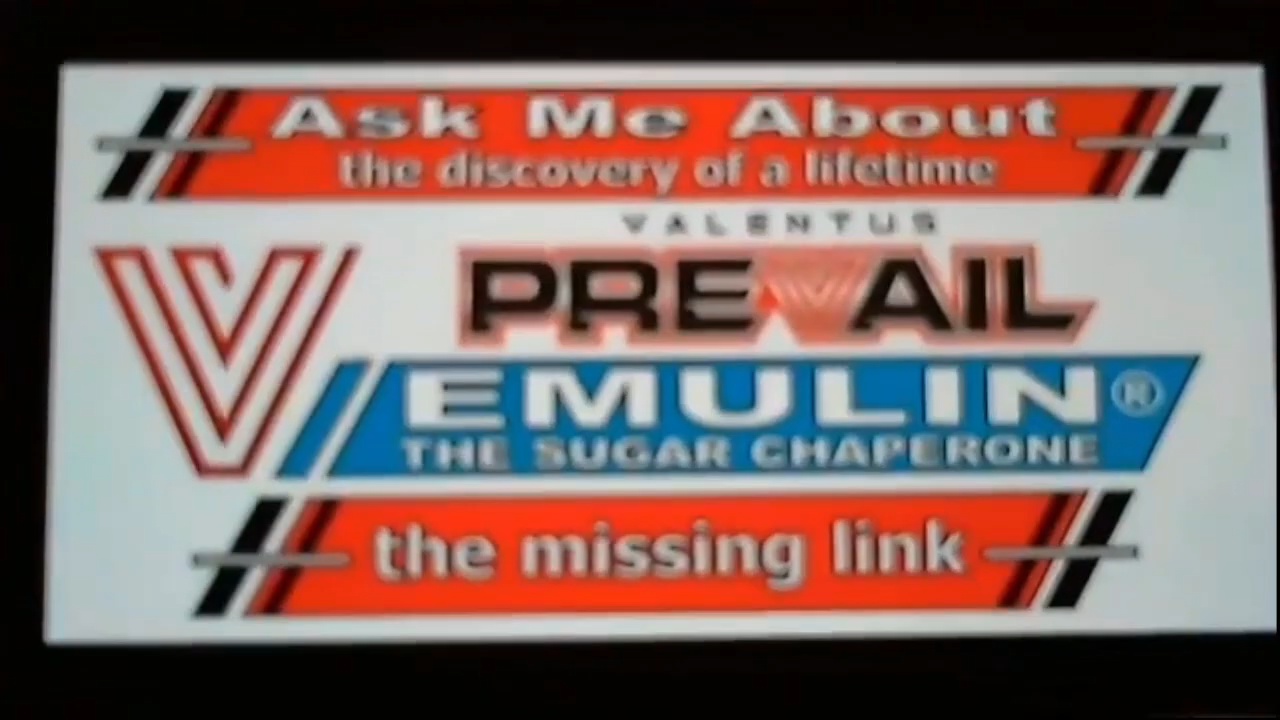 Ask Me About
the discovery of a lifetime
VALENTUS
PREVAIL
V
EMULIN®
THE SUGAR CHAPERONE
the missing link